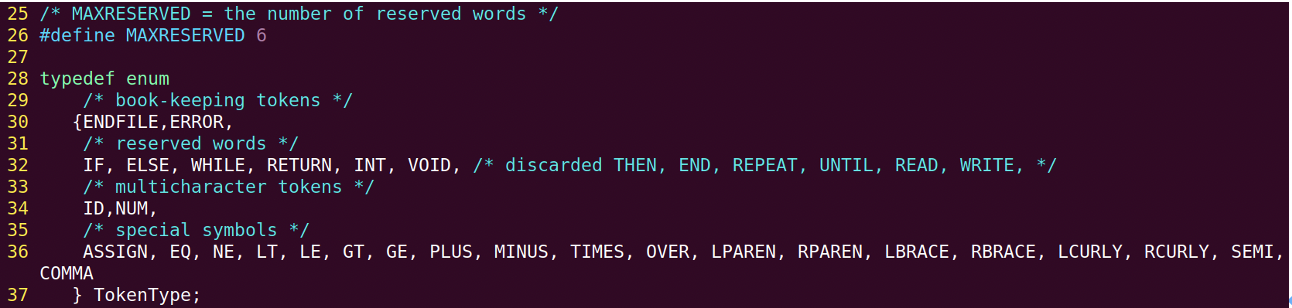 25 /* MAXRESERVED = the number of reserved words */
26 #define MAXRESERVED 6
27
28 typedef enum
29     /* book-keeping tokens */
30    {ENDFILE,ERROR,
31     /* reserved words */
32     IF, ELSE, WHILE, RETURN, INT, VOID, /* discarded THEN, END, REPEAT, UNTIL, READ, WRITE, */
33     /* multicharacter tokens */
34     ID,NUM,
35     /* special symbols */
36     ASSIGN, EQ, NE, LT, LE, GT, GE, PLUS, MINUS, TIMES, OVER, LPAREN, RPAREN, LBRACE, RBRACE, LCURLY, RCURLY, SEMI,
COMMA
37    } TokenType;